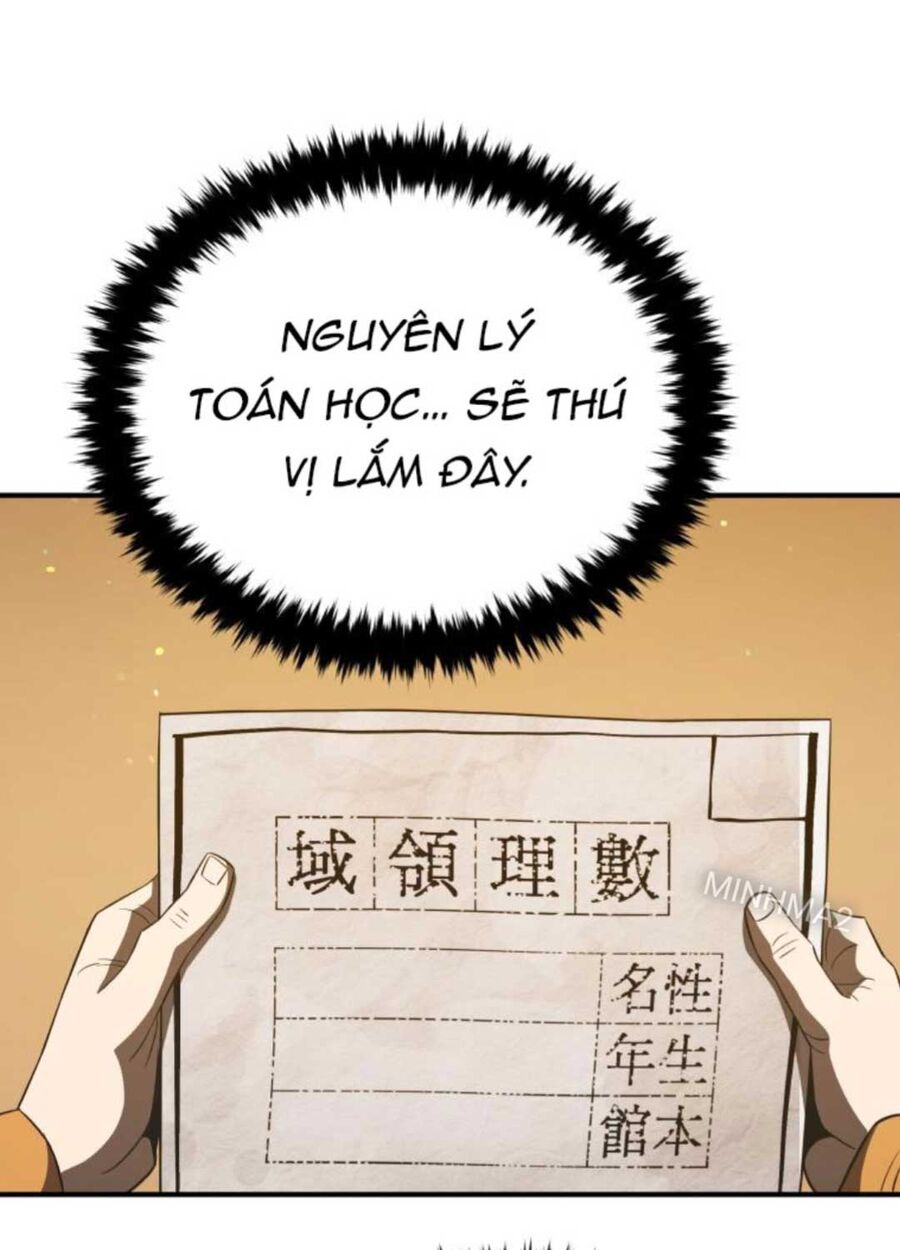 NGUYÊN LÝ
TOÁN HỌC... SẼ THÚ
VỊ LẮM ĐÂY.
域領理數
MINHMA2
名性
年生
館本